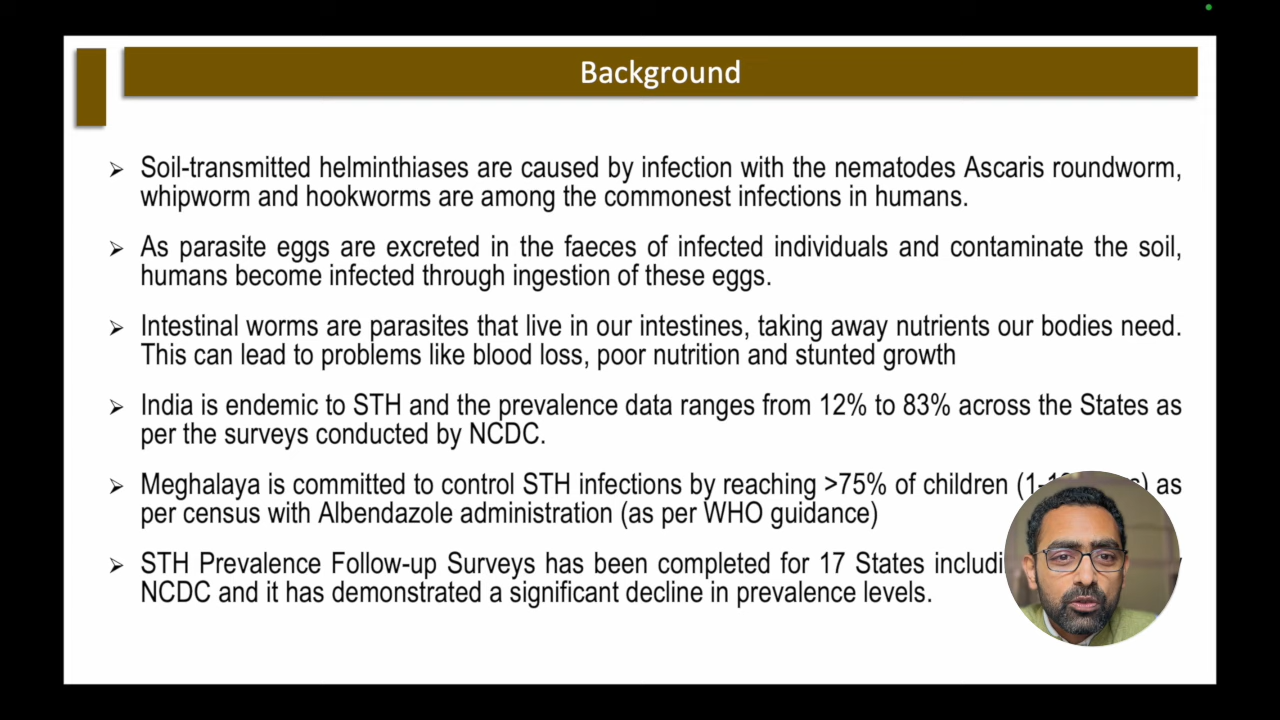 Background
Soil-transmitted helminthiases are caused by infection with the nematodes Ascaris roundworm,
whipworm and hookworms are among the commonest infections in humans.
As parasite eggs are excreted in the faeces of infected individuals and contaminate the soil,
humans become infected through ingestion of these eggs.
Intestinal worms are parasites that live in our intestines, taking away nutrients our bodies need.
This can lead to problems like blood loss, poor nutrition and stunted growth
India is endemic to STH and the prevalence data ranges from 12% to 83% across the States as
per the surveys conducted by NCDC.
Meghalaya is committed to control STH infections by reaching >75% of children as
per census with Albendazole administration (as per WHO guidance)
STH Prevalence Follow-up Surveys has been completed for 17 States
NCDC and it has demonstrated a significant decline in prevalence levels.